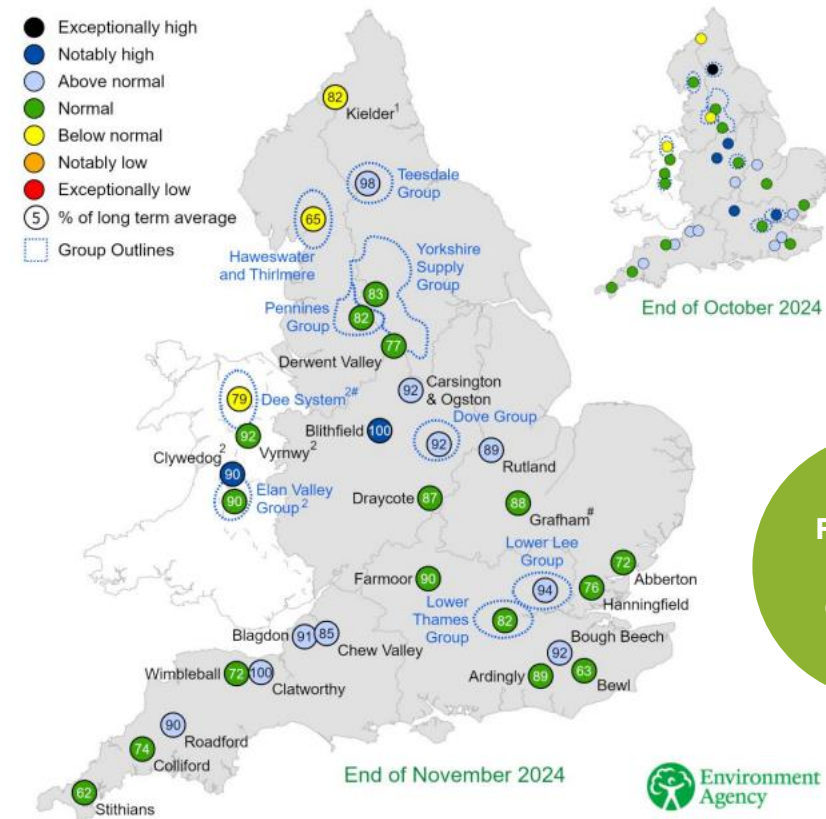 Exceptionally high
Notably high
Above normal
Normal
Below normal
Notably low
Exceptionally low
5 % of long term average
Group Outlines
82
Kielder¹
98
Teesdale
Group
65
Haweswater
and Thirlmere
Yorkshire
Supply
Group
83
Pennines
Group
82
77
Derwent Valley
92
Carsington
& Ogston
79
Dee System²#
Blithfield
100
Dove Group
92
92
Vyrnwy²
89
Rutland
Clywedog²
90
90
Elan Valley
Group²
Draycote
87
88
Grafham#
Lower Lee
Group
94
72
Abberton
76
Hanningfield
Farmoor
90
Lower
Thames
Group
82
Blagdon
91
85
Chew Valley
Bough Beech
92
Ardingly
89
63
Bewl
Wimbleball
72
100
Clatworthy
90
Roadford
74
Colliford
62
Stithians
End of November 2024
End of October 2024
Environment
Agency